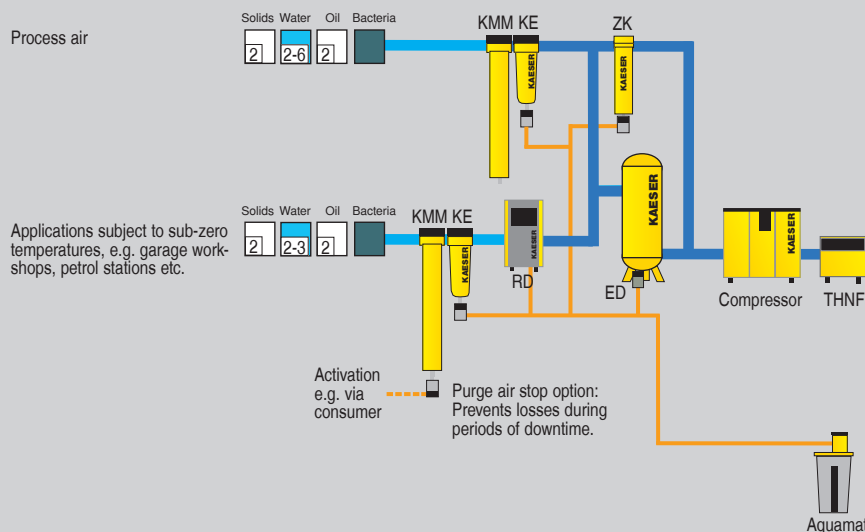 Process air
Solids Water Oil Bacteria
2 2-6 2
KMM KE
ZK
KAESER
KAESER
Applications subject to sub-zero
temperatures, e.g. garage work-
shops, petrol stations etc.
Solids Water Oil Bacteria
2 2-3 2
KMM KE
KAESER
KAESER
RD
KAESER
ED
KAESER
Compressor
THNF
Activation
e.g. via
consumer
Purge air stop option:
Prevents losses during
periods of downtime.
Aquamat